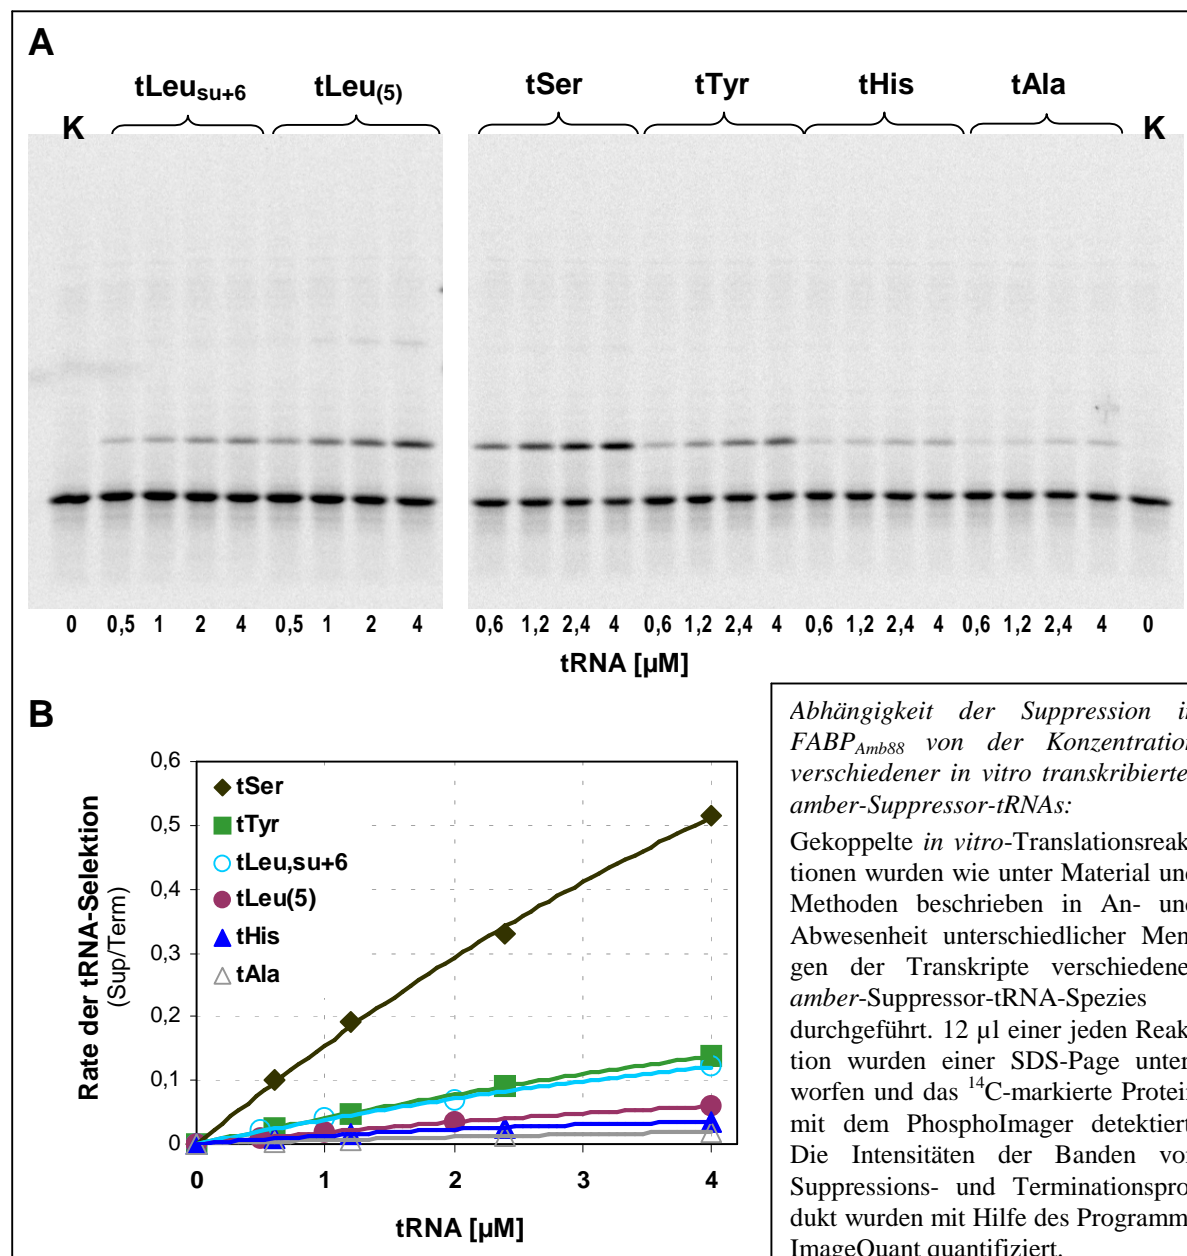 A
tLeusu+6 tLeu(5) tSer tTyr tHis tAla
K K
0 0,5 1 2 4 0,5 1 2 4 0,6 1,2 2,4 4 0,6 1,2 2,4 4 0,6 1,2 2,4 4 0,6 1,2 2,4 4 0
tRNA [µM]
B
Rate der tRNA-Selektion
(Sup/Term)
0,6
0,5
0,4
0,3
0,2
0,1
0
tSer
tTyr
tLeu,su+6
tLeu(5)
tHis
tAla
0 1 2 3 4
tRNA [µM]
Abhängigkeit der Suppression i
FABPAmb88 von der Konzentration
verschiedener in vitro transkribierte
amber-Suppressor-tRNAs:
Gekoppelte in vitro-Translationsreak
tionen wurden wie unter Material und
Methoden beschrieben in An- und
Abwesenheit unterschiedlicher Men
gen der Transkripte verschiedene
amber-Suppressor-tRNA-Spezies
durchgeführt. 12 µl einer jeden Reak
tion wurden einer SDS-Page unter
worfen und das 14C-markierte Protein
mit dem PhosphoImager detektiert
Die Intensitäten der Banden von
Suppressions- und Terminationspro
dukt wurden mit Hilfe des Programm
ImageQuant quantifiziert.